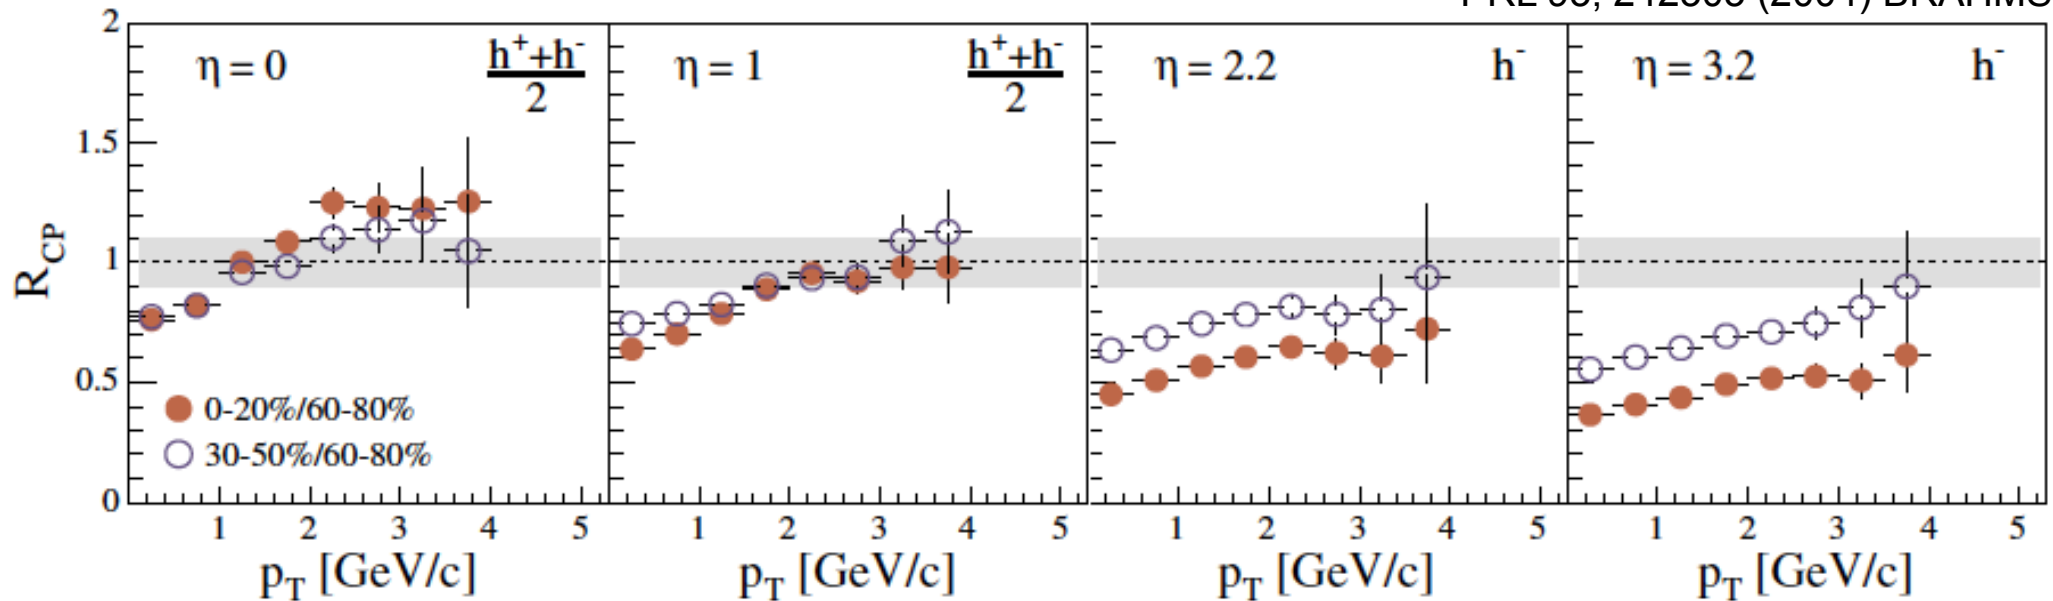 2
1.5
1
0.5
0
R_CP
η = 0
h⁺+h⁻
2
0-20%/60-80%
30-50%/60-80%
1 2 3 4 5
p_T [GeV/c]
η = 1
h⁺+h⁻
2
1 2 3 4 5
p_T [GeV/c]
η = 2.2 h⁻
1 2 3 4 5
p_T [GeV/c]
η = 3.2 h⁻
1 2 3 4 5
p_T [GeV/c]